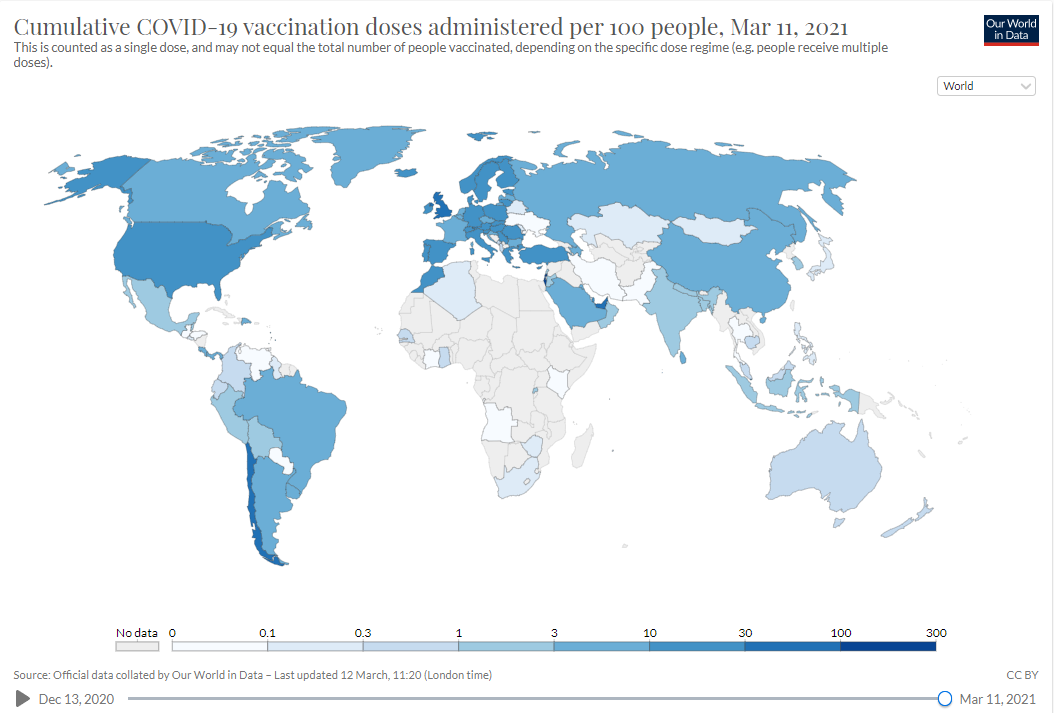 Cumulative COVID-19 vaccination doses administered per 100 people, Mar 11, 2021
Our World
in Data
This is counted as a single dose, and may not equal the total number of people vaccinated, depending on the specific dose regime (e.g. people receive multiple
doses).
World
No data 0 0.1 0.3 1 3 10 30 100 300
Source: Official data collated by Our World in Data – Last updated 12 March, 11:20 (London time) CC BY
Dec 13, 2020 Mar 11, 2021